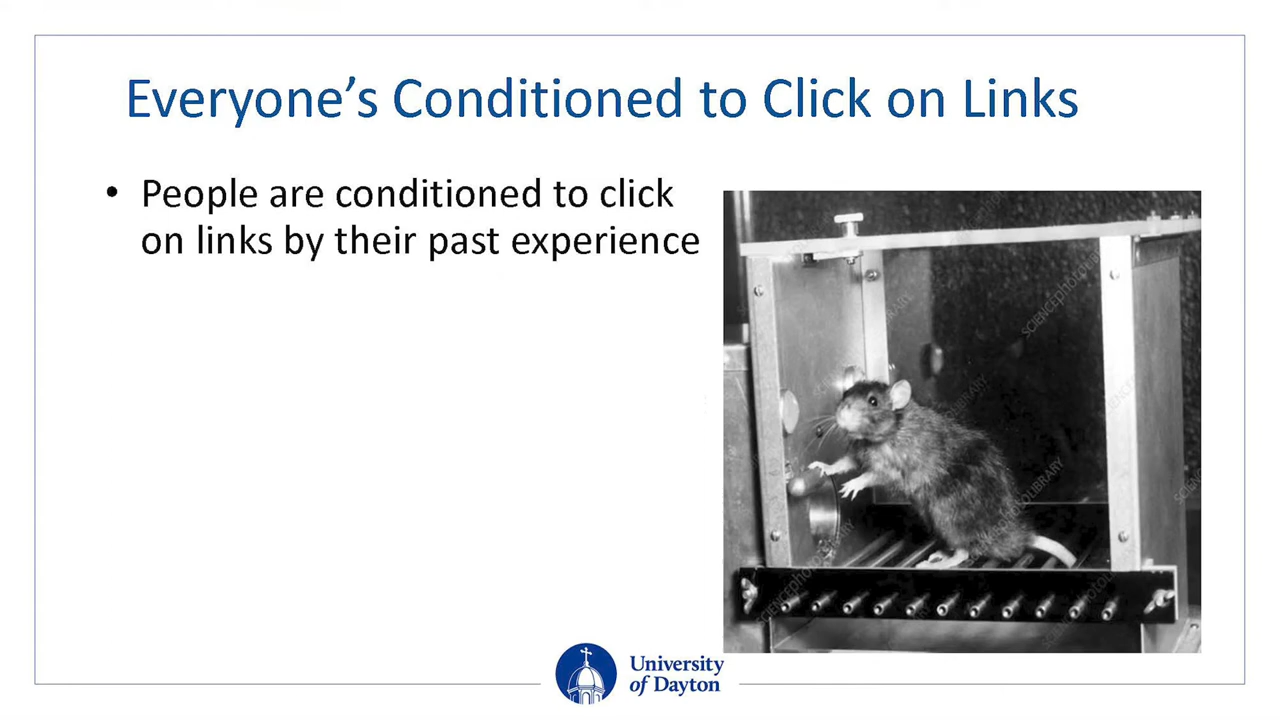 Everyone’s Conditioned to Click on Links
• People are conditioned to click
on links by their past experience
SCIENCEPHOTOLIBRARY
University
of Dayton